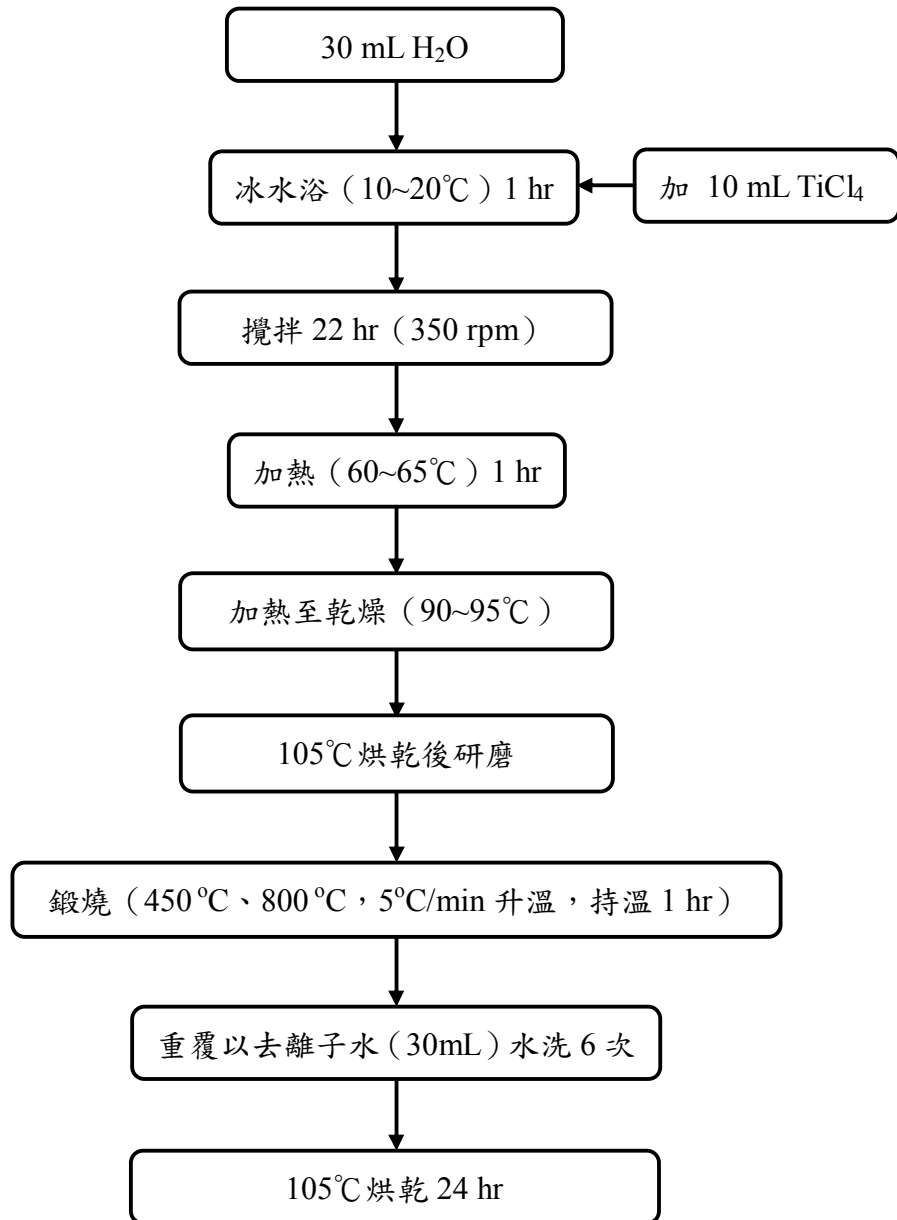 30 mL H₂O
冰水浴（10~20℃）1 hr
加 10 mL TiCl₄
攪拌 22 hr（350 rpm）
加熱（60~65℃）1 hr
加熱至乾燥（90~95℃）
105℃烘乾後研磨
鍛燒（450 ºC、800 ºC，5ºC/min 升溫，持溫 1 hr）
重覆以去離子水（30mL）水洗 6 次
105℃烘乾 24 hr